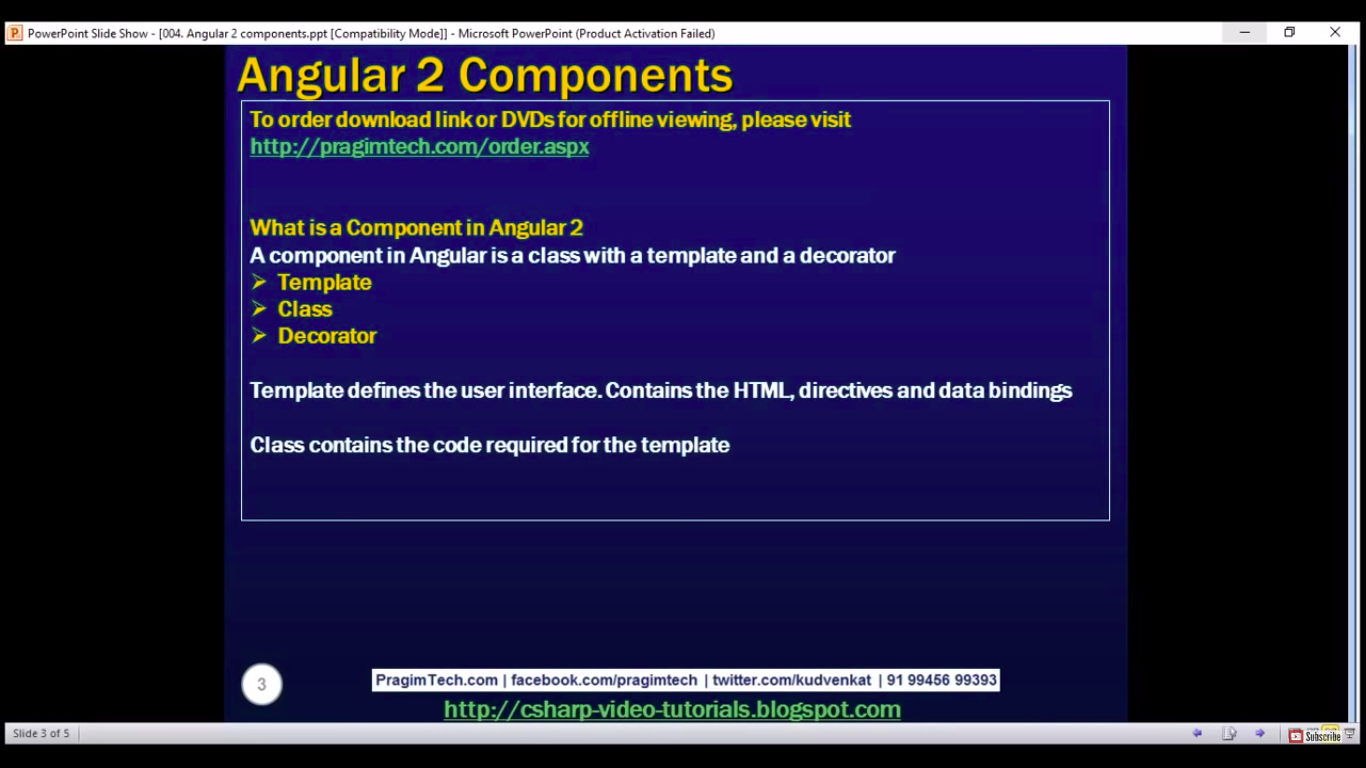 PowerPoint Slide Show - [004. Angular 2 components.ppt [Compatibility Mode]] - Microsoft PowerPoint (Product Activation Failed)
Angular 2 Components
To order download link or DVDs for offline viewing, please visit
http://pragimtech.com/order.aspx
What is a Component in Angular 2
A component in Angular is a class with a template and a decorator
Template
Class
Decorator
Template defines the user interface. Contains the HTML, directives and data bindings
Class contains the code required for the template
3
PragimTech.com | facebook.com/pragimtech | twitter.com/kudvenkat | 91 99456 99393
http://csharp-video-tutorials.blogspot.com
Slide 3 of 5
Subscribe